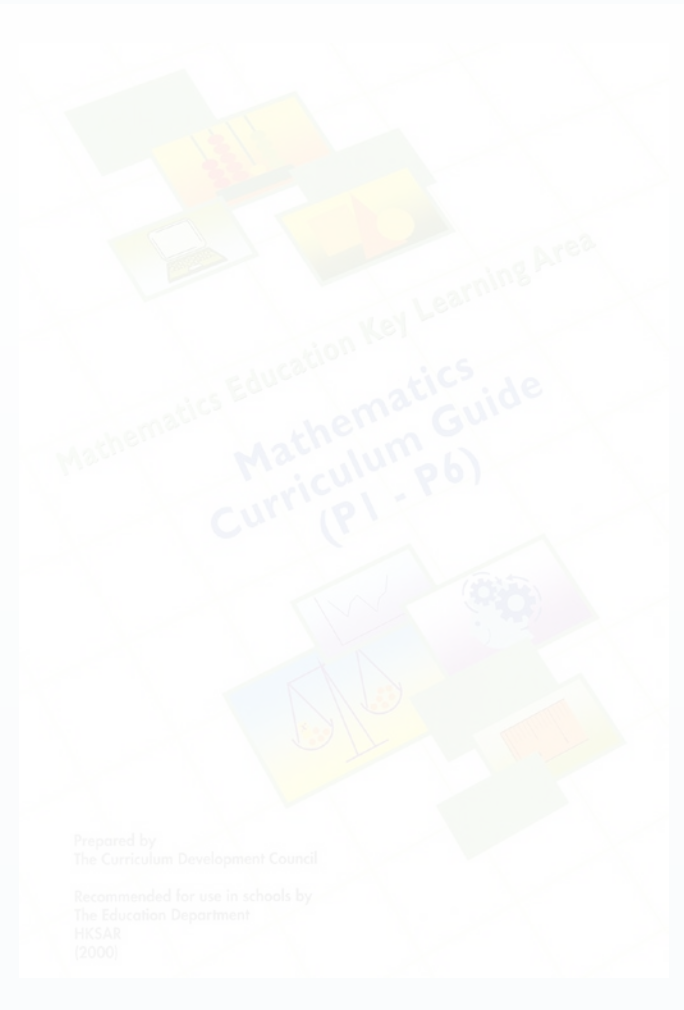 Mathematics Education Key Learning Area
Mathematics
Curriculum Guide
(P1 - P6)
Prepared by
The Curriculum Development Council
Recommended for use in schools by
The Education Department
HKSAR
(2000)